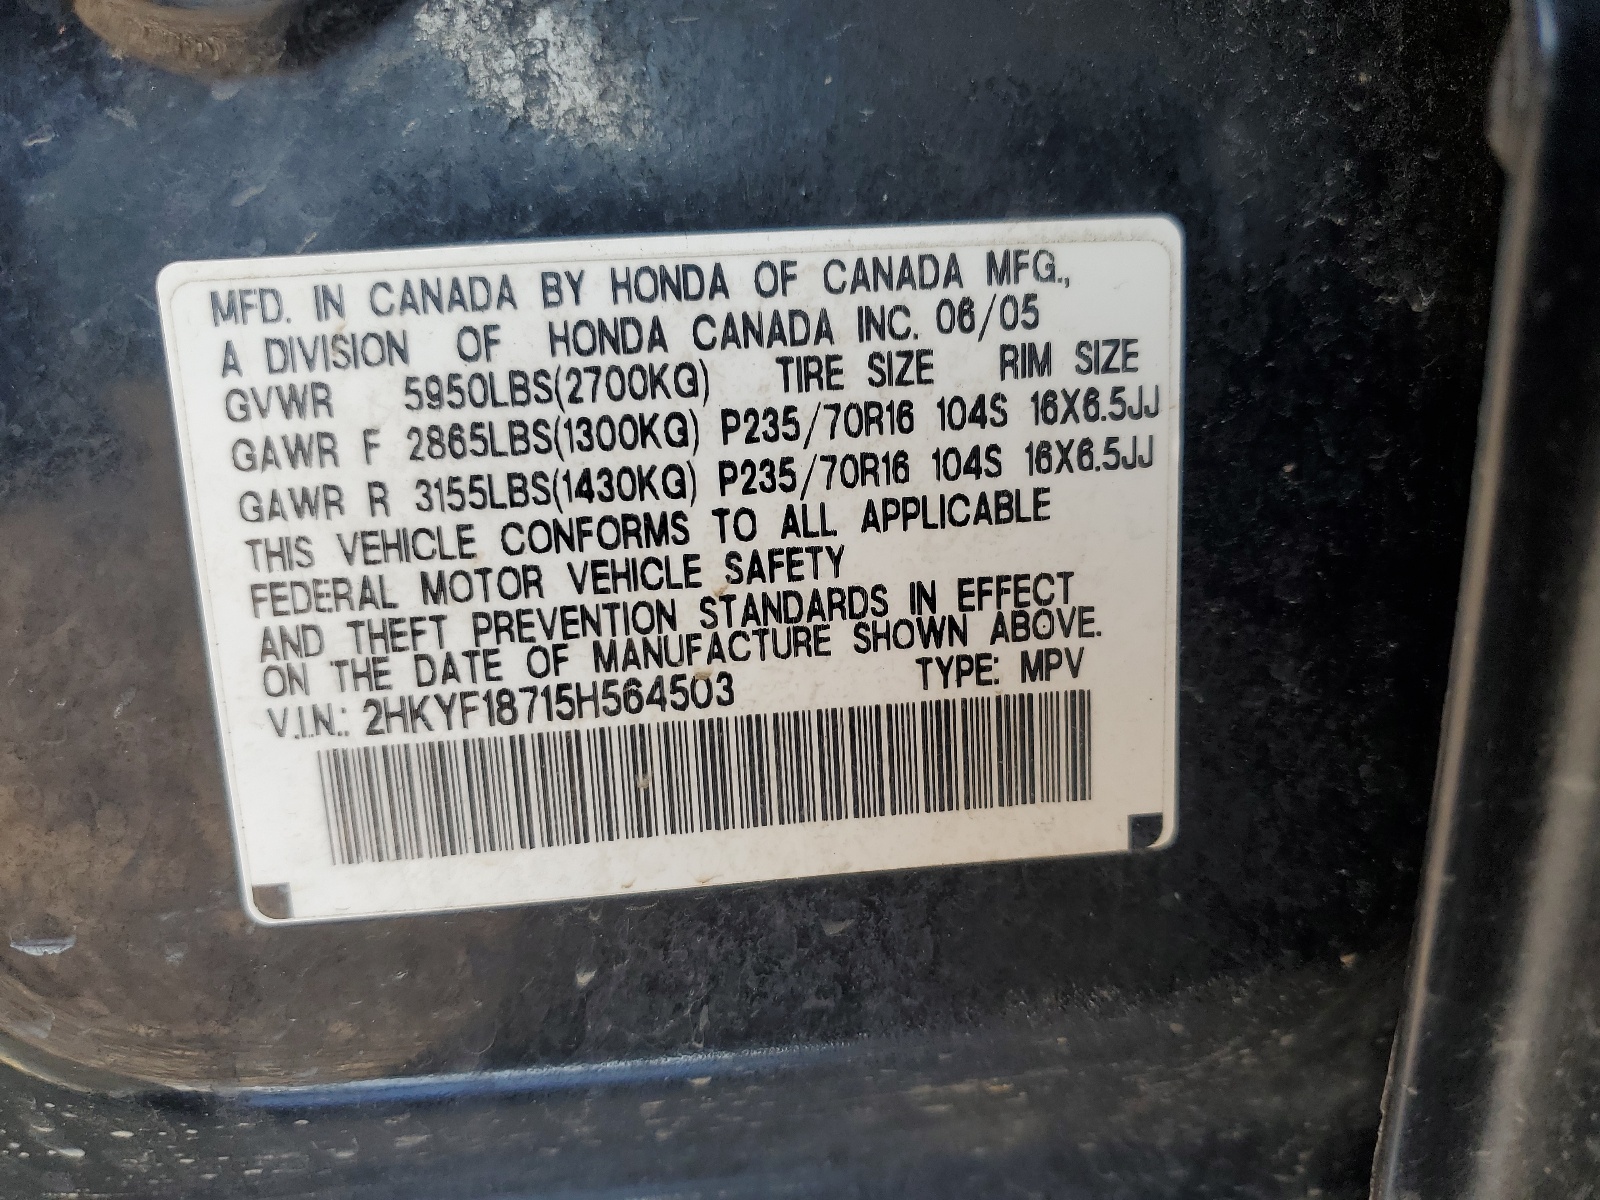 MFD. IN CANADA BY HONDA OF CANADA MFG.,
A DIVISION OF HONDA CANADA INC. 06/05
GVWR 5950LBS(2700KG) TIRE SIZE RIM SIZE
GAWR F 2865LBS(1300KG) P235/70R16 104S 16X6.5JJ
GAWR R 3155LBS(1430KG) P235/70R16 104S 16X6.5JJ
THIS VEHICLE CONFORMS TO ALL APPLICABLE
FEDERAL MOTOR VEHICLE SAFETY
AND THEFT PREVENTION STANDARDS IN EFFECT
ON THE DATE OF MANUFACTURE SHOWN ABOVE.
V.I.N.: 2HKYF18715H564503 TYPE: MPV